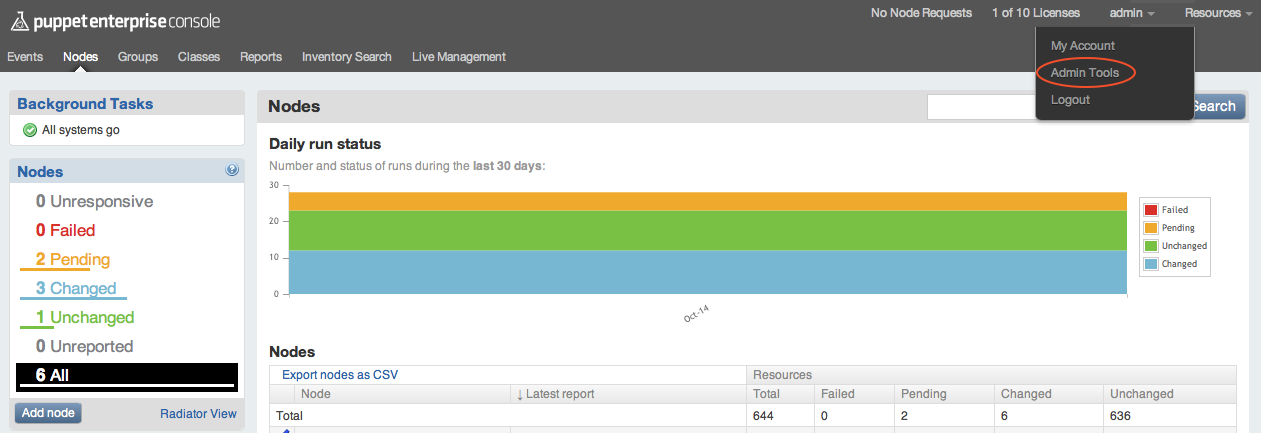 puppet enterprise console
No Node Requests 1 of 10 Licenses admin Resources
Events Nodes Groups Classes Reports Inventory Search Live Management
My Account
Admin Tools
Logout
Background Tasks
All systems go
Nodes ?
0 Unresponsive
0 Failed
2 Pending
3 Changed
1 Unchanged
0 Unreported
6 All
Add node Radiator View
Nodes
Search
Daily run status
Number and status of runs during the last 30 days:
30
20
10
0
Oct-14
Failed
Pending
Unchanged
Changed
Nodes
Export nodes as CSV Resources
Node ↓ Latest report Total Failed Pending Changed Unchanged
Total 644 0 2 6 636